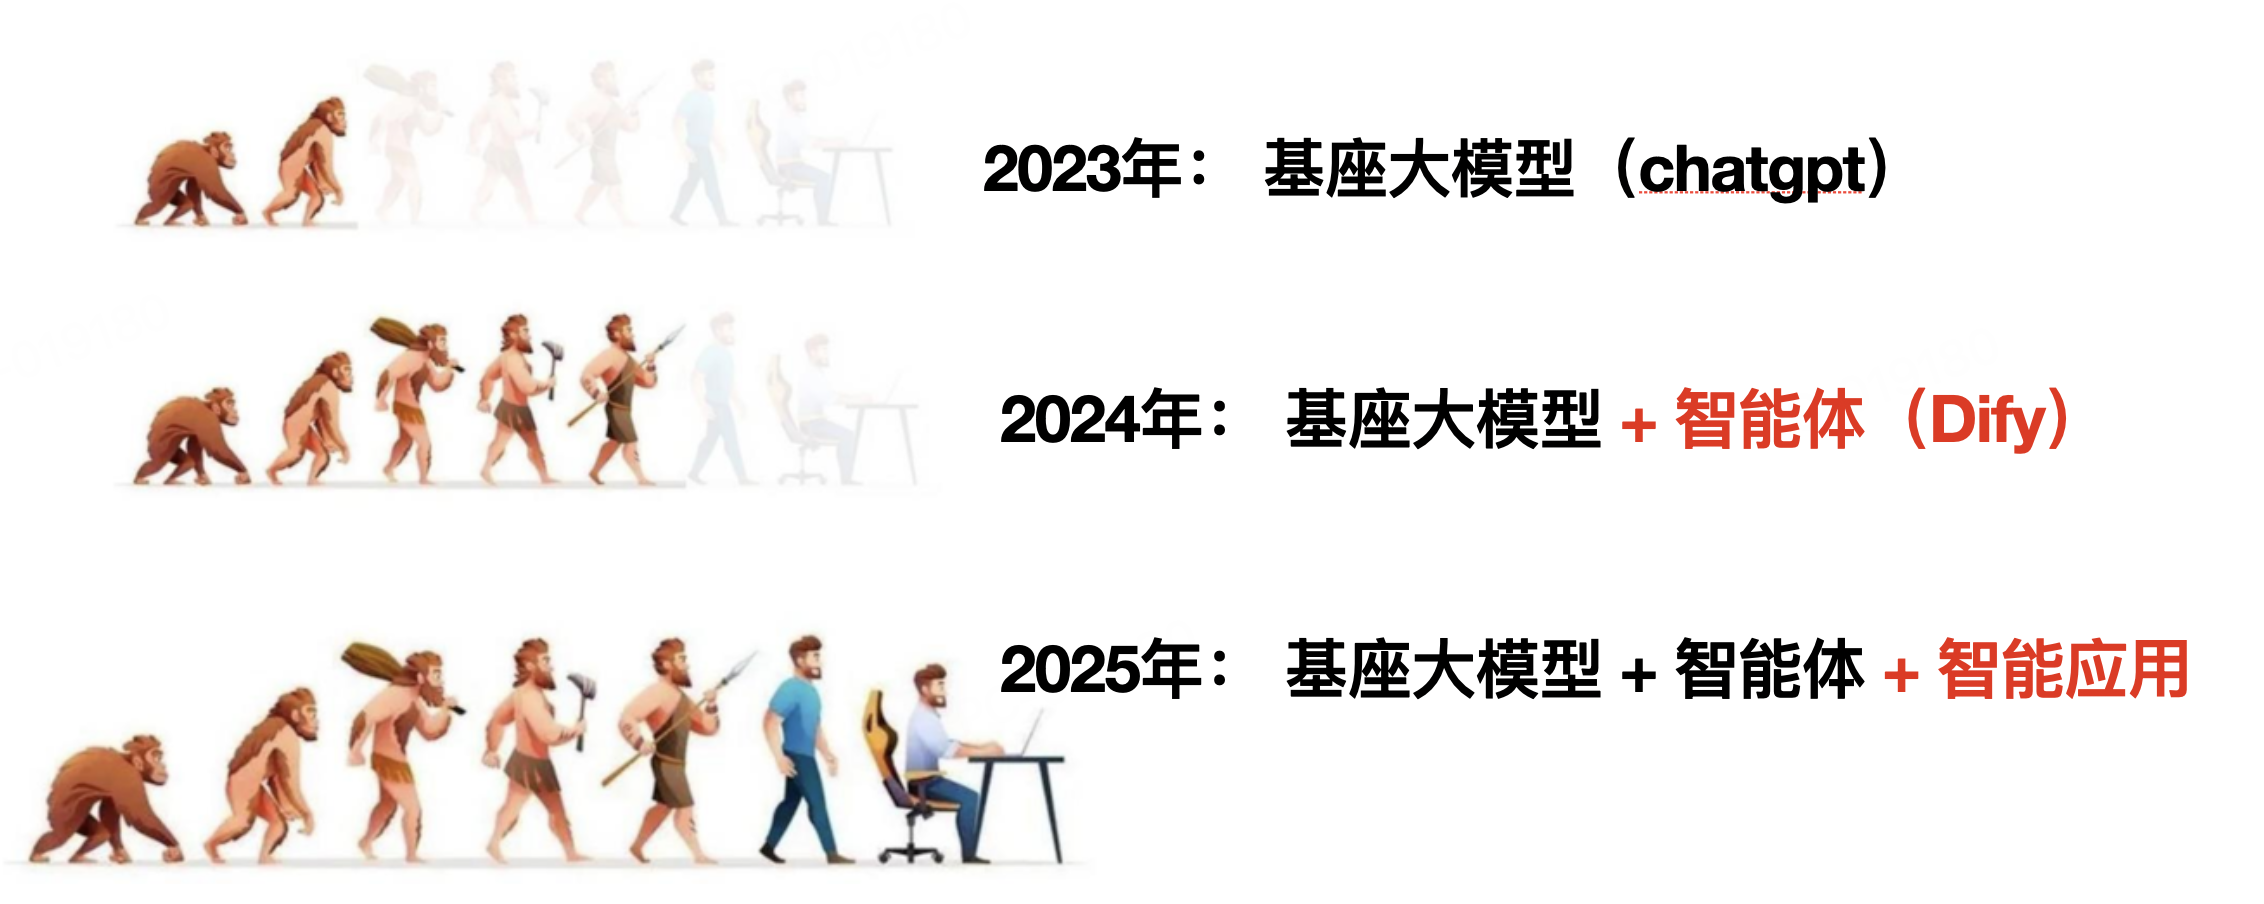 2023年： 基座大模型（chatgpt）
2024年： 基座大模型 + 智能体（Dify）
2025年： 基座大模型 + 智能体 + 智能应用